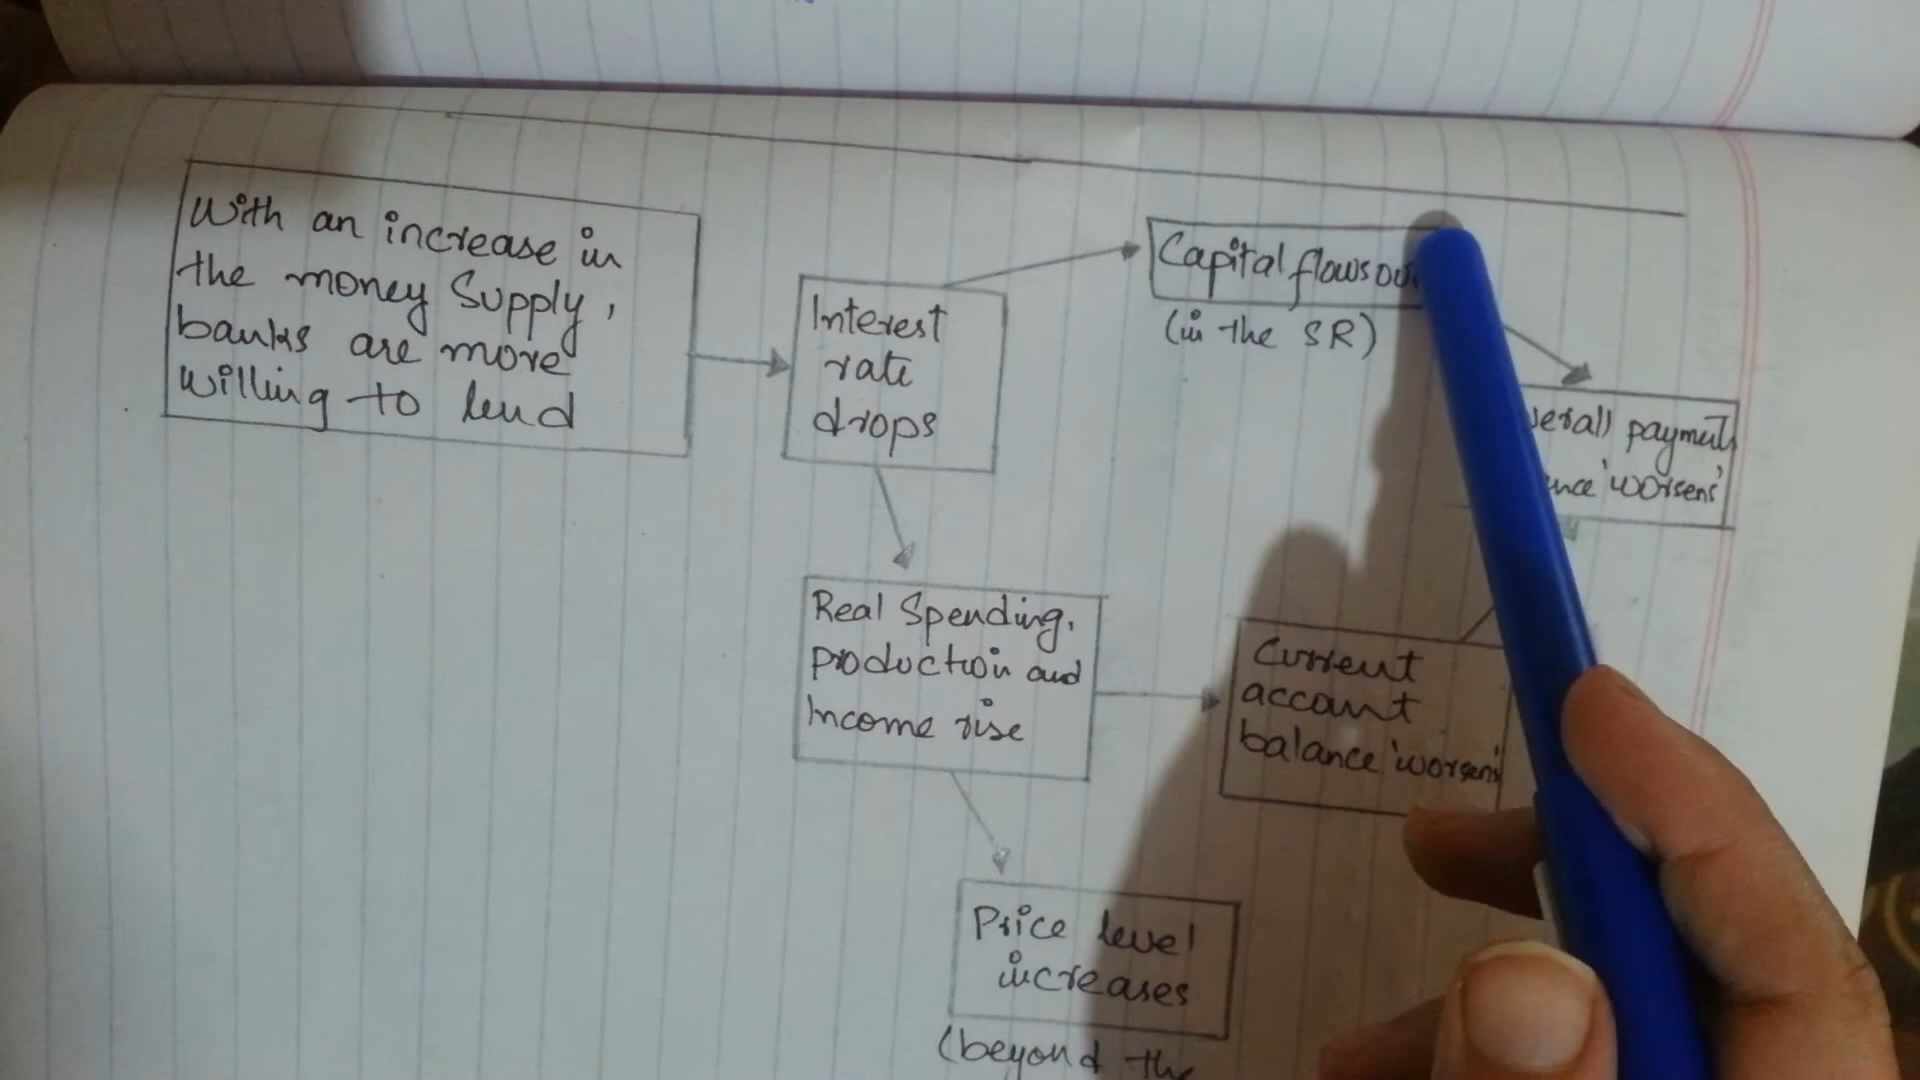 With an increase in
the money Supply,
banks are more
willing to lend
Interest
rate
drops
Capital flows
(in the SR)
payments
'worsens'
Real Spending,
production and
Income rise
Current
account
balance 'worsens'
Price level
increases
(beyond the